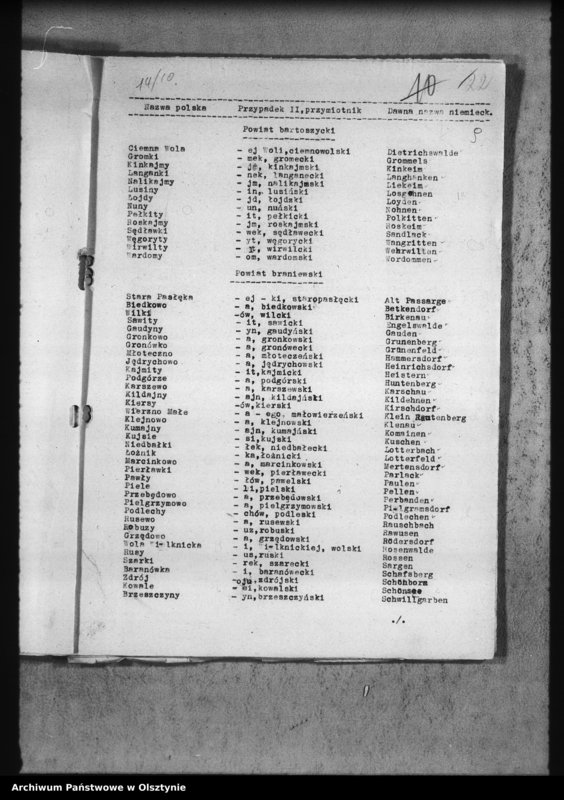 14/10. 10 22
Nazwa polska Przypadek II,przymiotnik Dawna nazwa niemieck.
9
Powiat bartoszycki
Ciemna Wola - ej Woli,ciemnowolski Dietrichswalde
Gromki - mek, gromecki Grommels
Kinkajmy - jm, kinkajmski Kinkeim
Langanki - nek, langanecki Langhanken
Nalikajmy - jm, nalikajmski Liekeim
Lusiny - in, lusiński Losgehnen
Łojdy - jd, łojdski Loyden
Nuny - un, nuński Nohnen
Pełkity - it, pełkicki Polkitten
Roskajmy - jm, roskajmski Roskeim
Sędławki - wek, sędławecki Sandlack
Węgoryty - yt, węgorycki Wangritten
Wirwilty - t, wirwilcki Wehrwilten
Wardomy - om, wardomski Wordommen
Powiat braniewski
Stara Pasłęka - ej - ki, staropasłęcki Alt Passarge
Biedkowo - a, biedkowski Betkendorf
Wilki -ów, wilcki Birkenau
Sawity - it, sawicki Engelswalde
Gaudyny - yn, gaudyński Gauden
Gronkowo - a, gronkowski Grunenberg
Gronówko - a, gronówecki Grünenfeld
Młoteczno - a, młoteczeński Hammersdorf
Jędrychowo - a, jędrychowski Heinrichsdorf
Kajmity - it,kajmicki Heistern
Podgórze - a, podgórski Huntenberg
Karszewo - a, karszewski Karschau
Kildajny - ajn, kildajński Kildehnen
Kiersy -ów,kierski Kirschdorf
Wierzno Małe - a - ego, małowierzeński Klein Rautenberg
Klejnowo - a, klejnowski Klenau
Kumajny - ajn, kumajński Komainen
Kujsie - si,kujski Kuschen
Niedbałki - łek, niedbałecki Lotterbach
Łoźnik - ka,łoźnicki Lotterfeld
Marcinkowo - a, marcinkowski Mertensdorf
Pierławki - wek, pierławecki Parlack
Pawły - łów, pawelski Paulen
Piele - li,pielski Pellen
Przebędowo - a, przebędowski Perbanden
Pielgrzymowo - a, pielgrzymowski Pilgramsdorf
Podlechy - chów, podleski Podlechen
Rusewo - a, rusewski Rauschbach
Robuzy - uz,robuski Rawusen
Grzędowo - a, grzędowski Rödersdorf
Wola Wilknicka - i, Wilknickiej, wolski Rosenwalde
Rusy - us,ruski Rossen
Szarki - rek, szarecki Sargen
Baranówka - i, baranówecki Schafsberg
Zdrój - oju,zdrójski Schönborn
Kowale - li,kowalski Schönsee
Brzeszczyny - yn,brzeszczyński Schwillgarben
./.
Archiwum Państwowe w Olsztynie